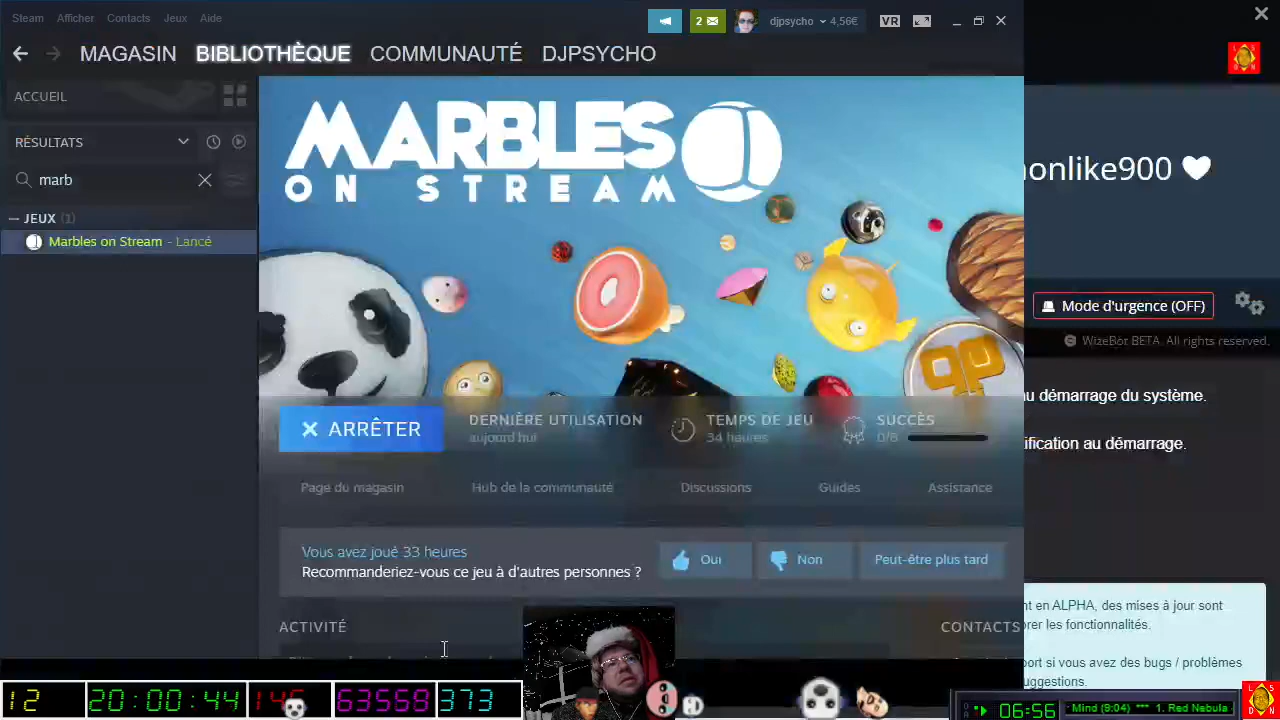 Steam Afficher Contacts Jeux Aide
2
djpsycho 4,56€
VR
MAGASIN BIBLIOTHÈQUE COMMUNAUTÉ DJPSYCHO
ACCUEIL
RÉSULTATS
marb
JEUX (1)
Marbles on Stream - Lancé
MARBLES
ON STREAM
ARRÊTER
DERNIÈRE UTILISATION
aujourd'hui
TEMPS DE JEU
34 heures
SUCCÈS
0/6
Page du magasin Hub de la communauté Discussions Guides Assistance
Vous avez joué 33 heures
Recommanderiez-vous ce jeu à d'autres personnes ?
Oui Non Peut-être plus tard
ACTIVITÉ
CONTACTS
onlike900
Mode d'urgence (OFF)
WizeBot BETA. All rights reserved.
u démarrage du système.
ification au démarrage.
nt en ALPHA, des mises à jour sont
rer les fonctionnalités.
port si vous avez des bugs / problèmes
uggestions.
12 20:00:44 146 63558 373
06:56
Mind (9:04) *** 1. Red Nebula